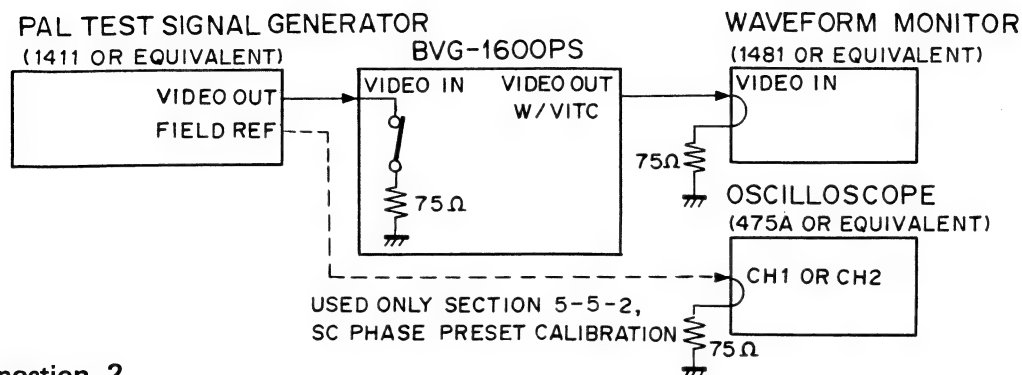 PAL TEST SIGNAL GENERATOR
(1411 OR EQUIVALENT)
VIDEO OUT
FIELD REF
BVG-1600PS
VIDEO IN
VIDEO OUT
W/VITC
75Ω
WAVEFORM MONITOR
(1481 OR EQUIVALENT)
VIDEO IN
75Ω
OSCILLOSCOPE
(475A OR EQUIVALENT)
CH1 OR CH2
75Ω
USED ONLY SECTION 5-5-2,
SC PHASE PRESET CALIBRATION
2